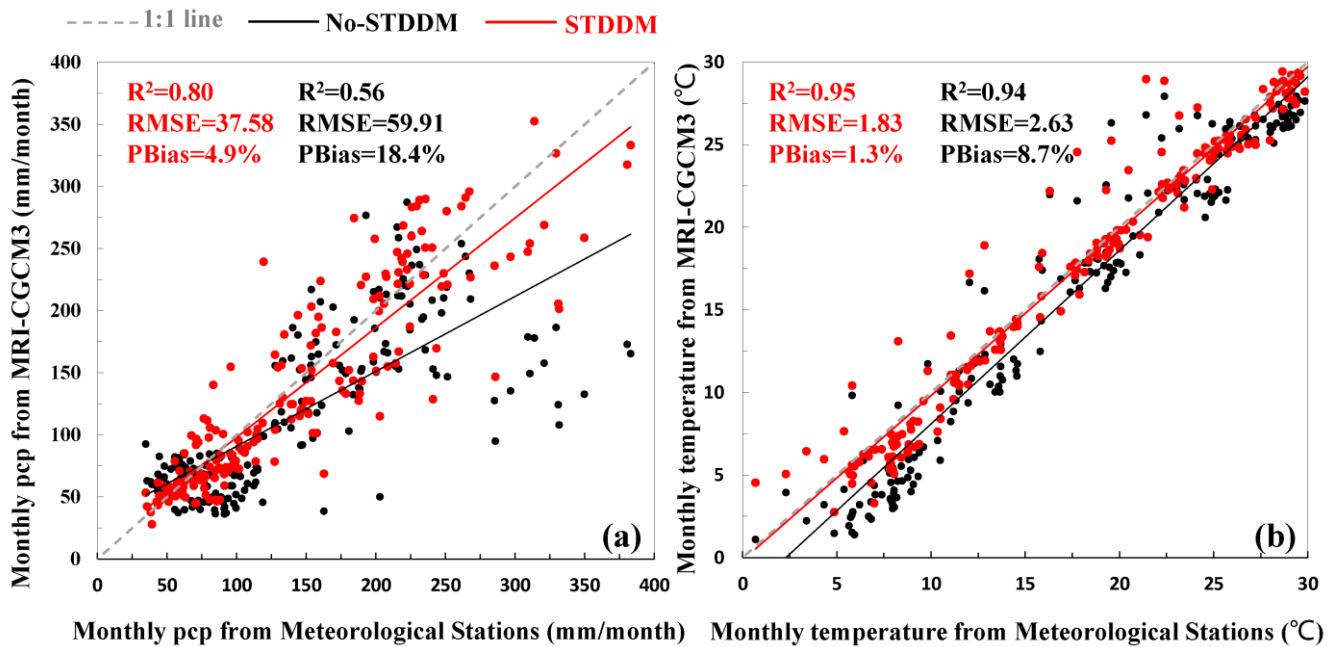 1:1 line No-STDDM STDDM
Monthly pcp from MRI-CGCM3 (mm/month)
400
350
300
250
200
150
100
50
0
R²=0.80 R²=0.56
RMSE=37.58 RMSE=59.91
PBias=4.9% PBias=18.4%
(a)
0 50 100 150 200 250 300 350 400
Monthly pcp from Meteorological Stations (mm/month)
Monthly temperature from MRI-CGCM3 (℃)
30
25
20
15
10
5
0
R²=0.95 R²=0.94
RMSE=1.83 RMSE=2.63
PBias=1.3% PBias=8.7%
(b)
0 5 10 15 20 25 30
Monthly temperature from Meteorological Stations (℃)